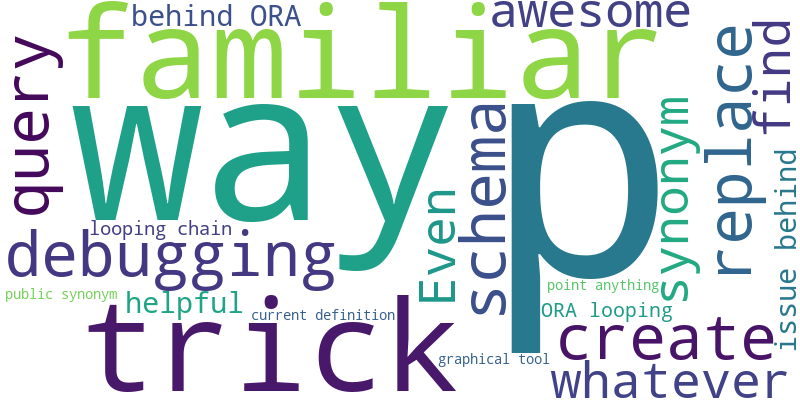 behind ORA
awesome
familiar
query
way
p
replace
find
schema
synonym
Even
looping chain
debugging
issue behind
public synonym
helpful
current definition
point anything
ORA looping
trick
create
graphical tool
whatever